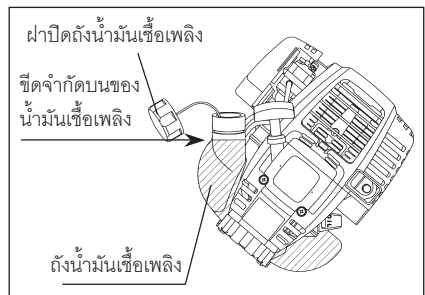 ฝาปิดถังน้ำมันเชื้อเพลิง
ขีดจำกัดบนของ
น้ำมันเชื้อเพลิง
ถังน้ำมันเชื้อเพลิง